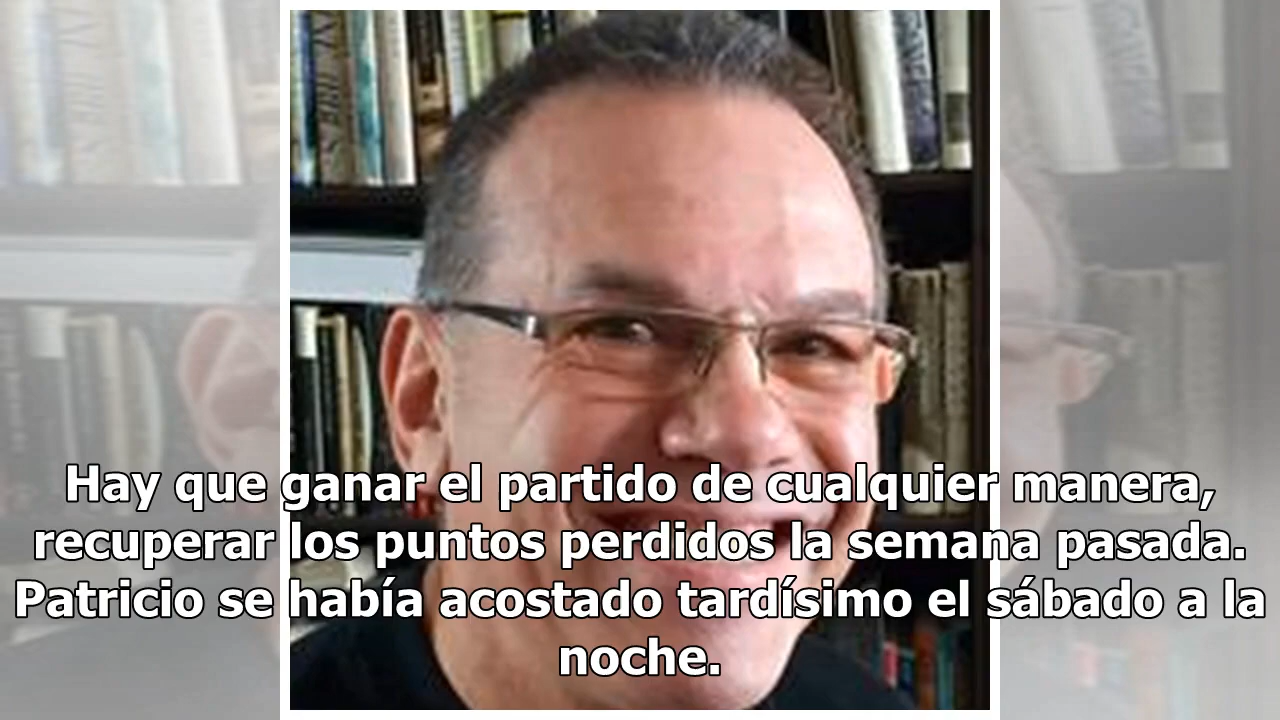 Hay que ganar el partido de cualquier manera,
recuperar los puntos perdidos la semana pasada.
Patricio se había acostado tardísimo el sábado a la
noche.